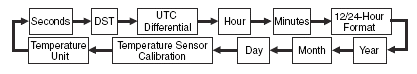 Seconds
DST
UTC
Differential
Hour
Minutes
12/24-Hour
Format
Year
Month
Day
Temperature Sensor
Calibration
Temperature
Unit